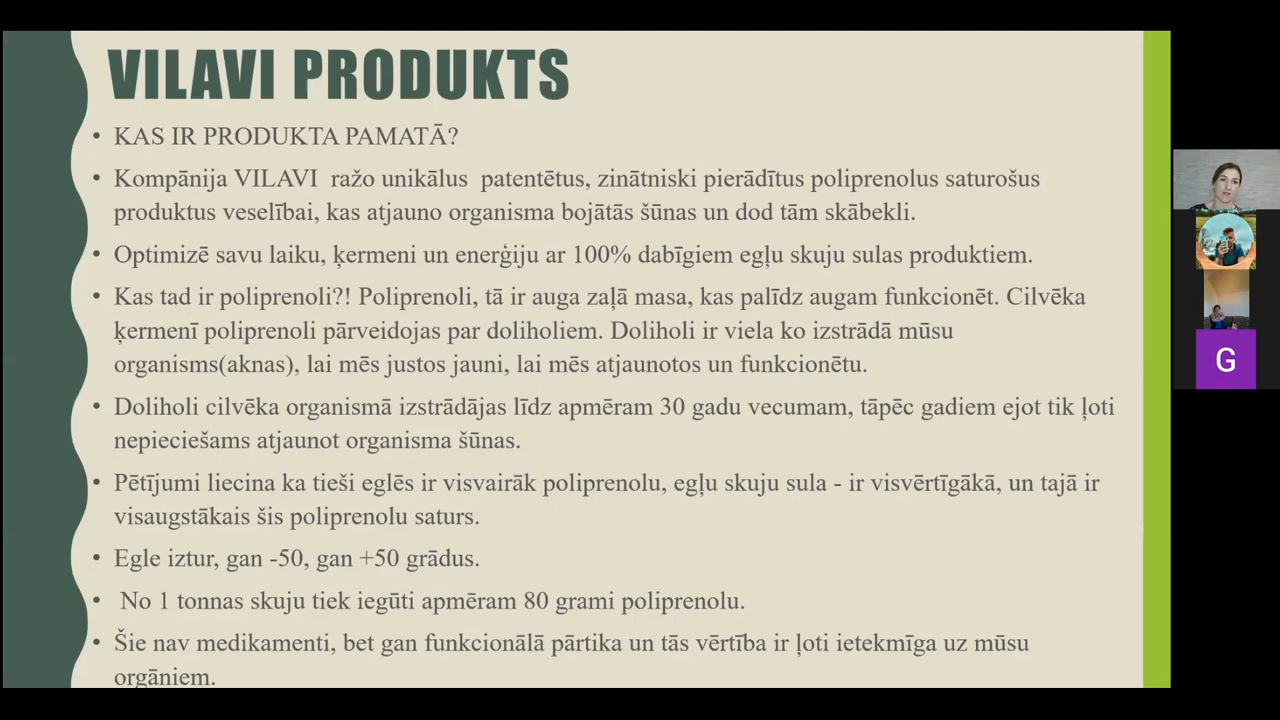 VILAVI PRODUKTS
• KAS IR PRODUKTA PAMATĀ?
• Kompānija VILAVI ražo unikālus patentētus, zinātniski pierādītus poliprenolus saturošus
produktus veselībai, kas atjauno organisma bojātās šūnas un dod tām skābekli.
• Optimizē savu laiku, ķermeni un enerģiju ar 100% dabīgiem egļu skuju sulas produktiem.
• Kas tad ir poliprenoli?! Poliprenoli, tā ir auga zaļā masa, kas palīdz augam funkcionēt. Cilvēka
ķermenī poliprenoli pārveidojas par doliholiem. Doliholi ir viela ko izstrādā mūsu
organisms(aknas), lai mēs justos jauni, lai mēs atjaunotos un funkcionētu.
• Doliholi cilvēka organismā izstrādājas līdz apmēram 30 gadu vecumam, tāpēc gadiem ejot tik ļoti
nepieciešams atjaunot organisma šūnas.
• Pētījumi liecina ka tieši eglēs ir visvairāk poliprenolu, egļu skuju sula - ir visvērtīgākā, un tajā ir
visaugstākais šis poliprenolu saturs.
• Egle iztur, gan -50, gan +50 grādus.
• No 1 tonnas skuju tiek iegūti apmēram 80 grami poliprenolu.
• Šie nav medikamenti, bet gan funkcionālā pārtika un tās vērtība ir ļoti ietekmīga uz mūsu
orgāniem.
G